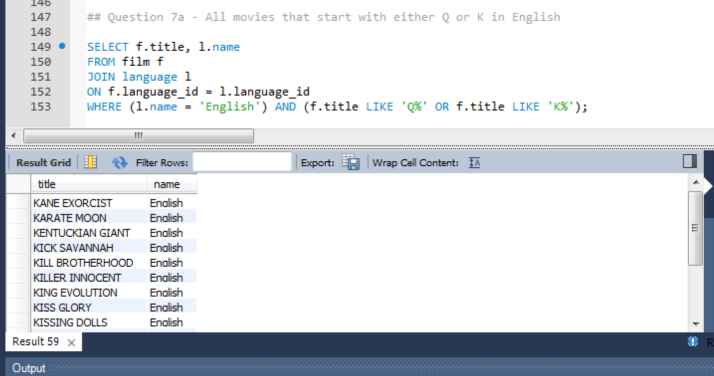 146
147 ## Question 7a - All movies that start with either Q or K in English
148
149 SELECT f.title, l.name
150 FROM film f
151 JOIN language l
152 ON f.language_id = l.language_id
153 WHERE (l.name = 'English') AND (f.title LIKE 'Q%' OR f.title LIKE 'K%');
Result Grid Filter Rows: Export: Wrap Cell Content: IA
title name
KANE EXORCIST English
KARATE MOON English
KENTUCKIAN GIANT English
KICK SAVANNAH English
KILL BROTHERHOOD English
KILLER INNOCENT English
KING EVOLUTION English
KISS GLORY English
KISSING DOLLS English
Result 59 × R
Output